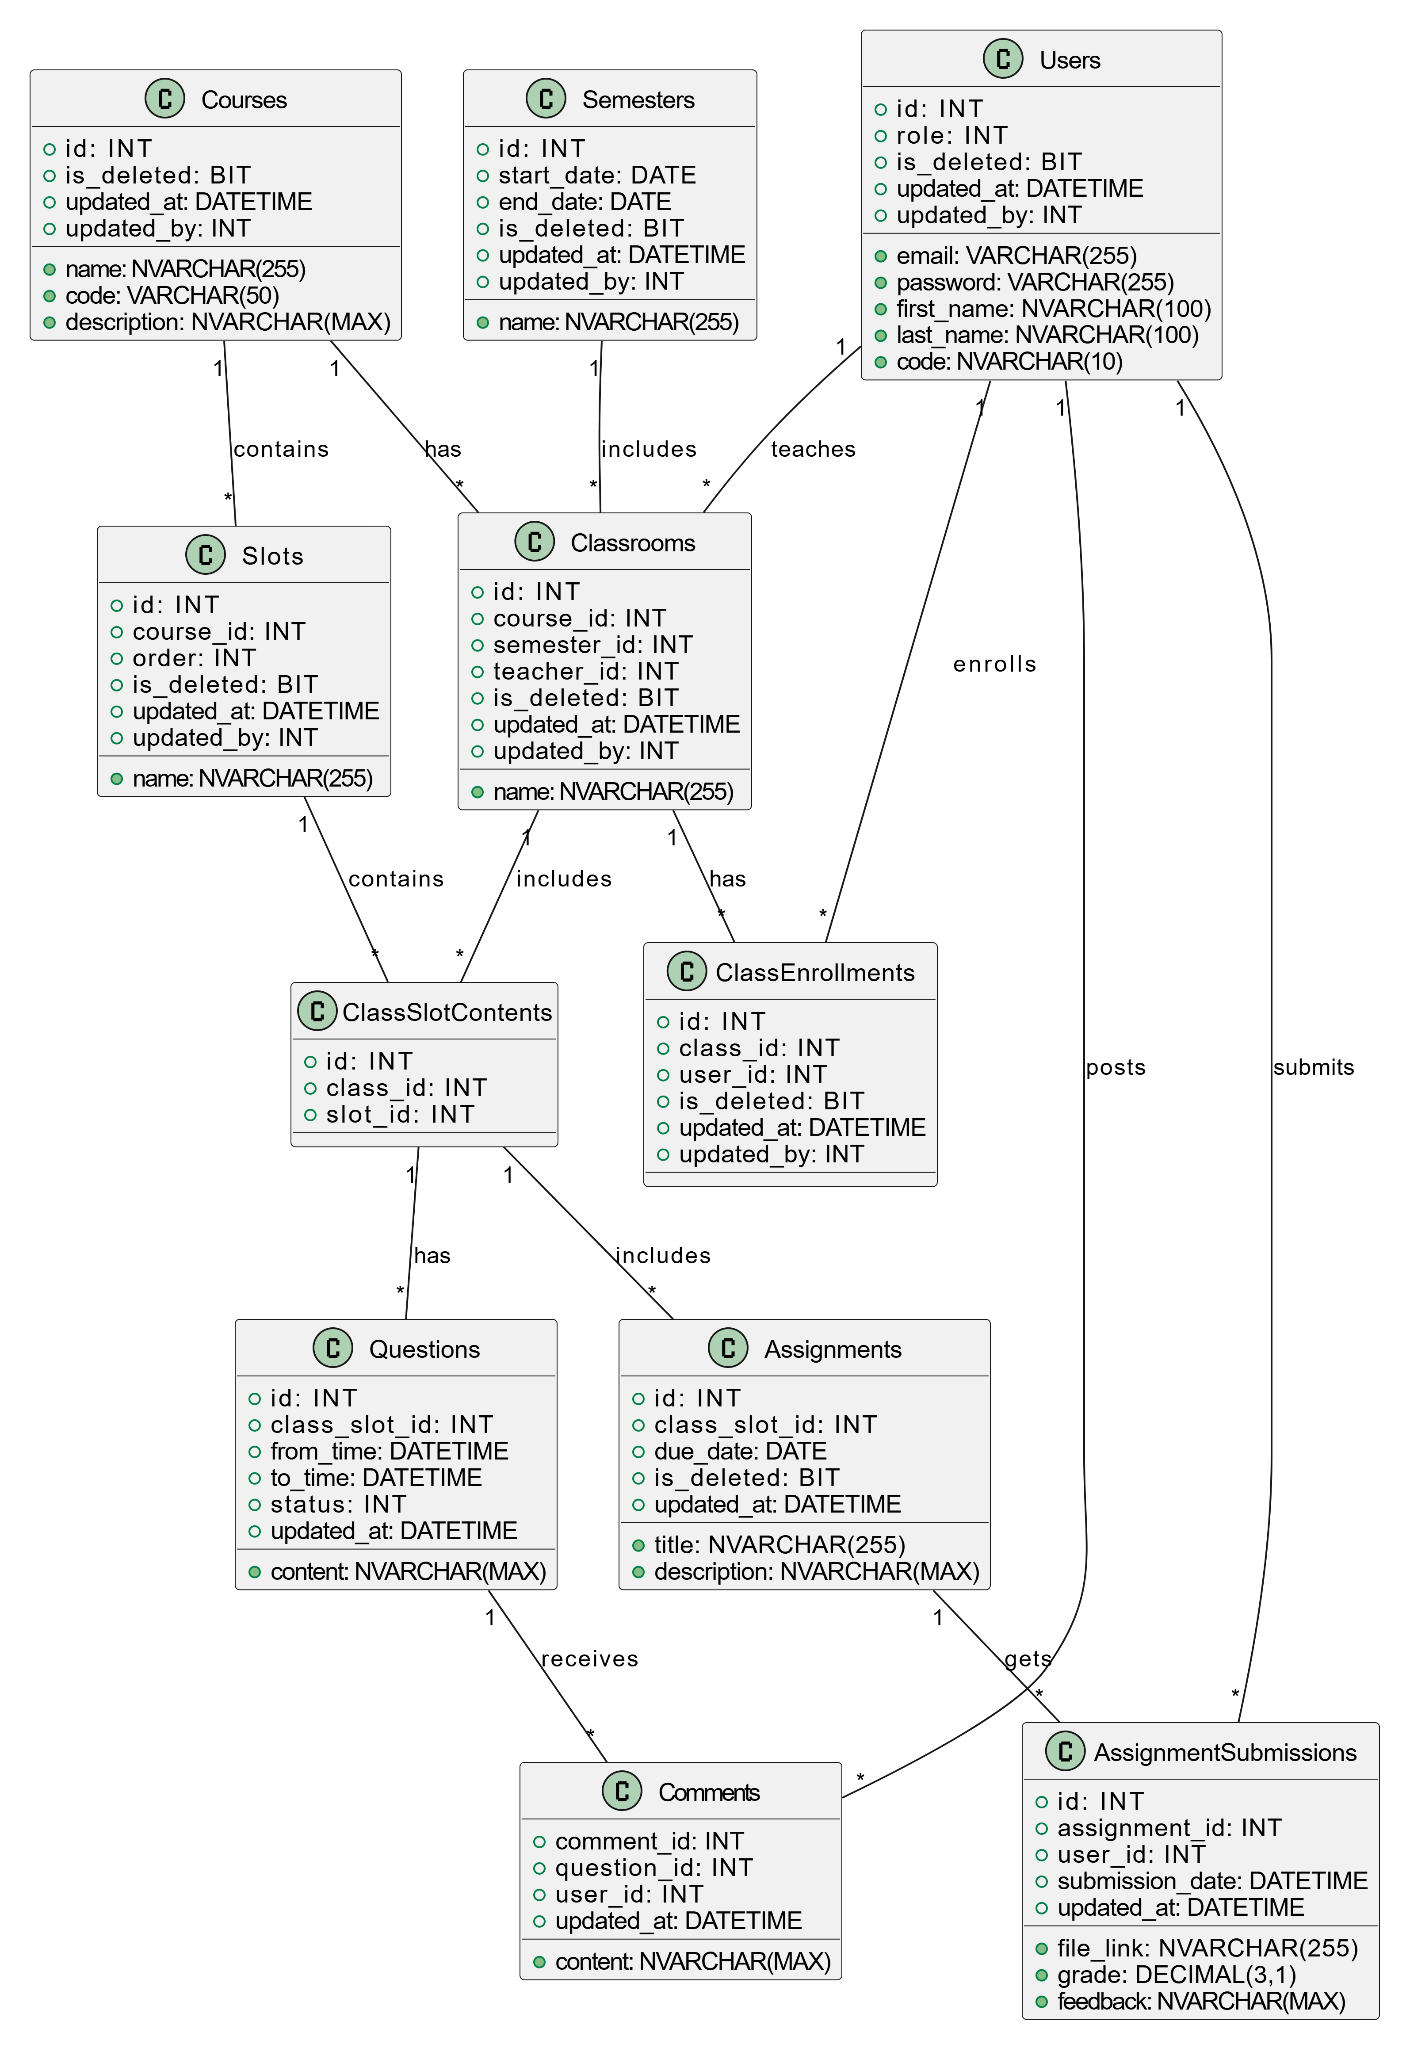 C Courses
id: INT
is_deleted: BIT
updated_at: DATETIME
updated_by: INT
name: NVARCHAR(255)
code: VARCHAR(50)
description: NVARCHAR(MAX)
C Semesters
id: INT
start_date: DATE
end_date: DATE
is_deleted: BIT
updated_at: DATETIME
updated_by: INT
name: NVARCHAR(255)
C Users
id: INT
role: INT
is_deleted: BIT
updated_at: DATETIME
updated_by: INT
email: VARCHAR(255)
password: VARCHAR(255)
first_name: NVARCHAR(100)
last_name: NVARCHAR(100)
code: NVARCHAR(10)
1
contains
*
1
has
*
1
includes
*
1
teaches
*
1
enrolls
*
1
posts
*
1
submits
*
C Slots
id: INT
course_id: INT
order: INT
is_deleted: BIT
updated_at: DATETIME
updated_by: INT
name: NVARCHAR(255)
C Classrooms
id: INT
course_id: INT
semester_id: INT
teacher_id: INT
is_deleted: BIT
updated_at: DATETIME
updated_by: INT
name: NVARCHAR(255)
1
contains
*
1
includes
*
1
has
*
C ClassSlotContents
id: INT
class_id: INT
slot_id: INT
C ClassEnrollments
id: INT
class_id: INT
user_id: INT
is_deleted: BIT
updated_at: DATETIME
updated_by: INT
1
has
*
1
includes
*
C Questions
id: INT
class_slot_id: INT
from_time: DATETIME
to_time: DATETIME
status: INT
updated_at: DATETIME
content: NVARCHAR(MAX)
C Assignments
id: INT
class_slot_id: INT
due_date: DATE
is_deleted: BIT
updated_at: DATETIME
title: NVARCHAR(255)
description: NVARCHAR(MAX)
1
receives
*
1
gets
*
C Comments
comment_id: INT
question_id: INT
user_id: INT
updated_at: DATETIME
content: NVARCHAR(MAX)
C AssignmentSubmissions
id: INT
assignment_id: INT
user_id: INT
submission_date: DATETIME
updated_at: DATETIME
file_link: NVARCHAR(255)
grade: DECIMAL(3,1)
feedback: NVARCHAR(MAX)